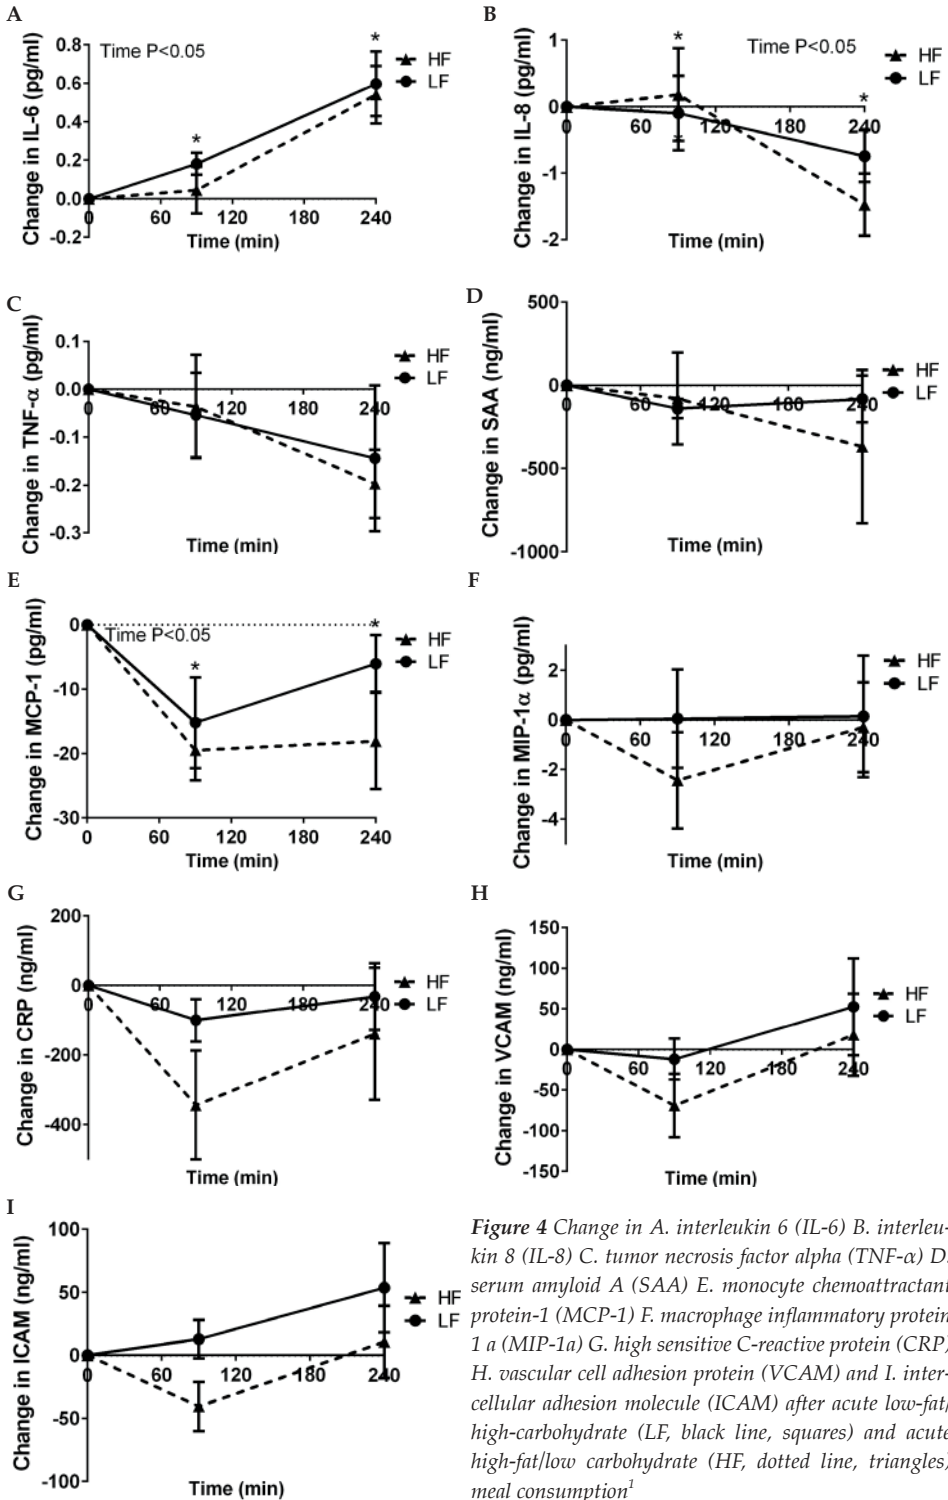 A
Change in IL-6 (pg/ml)
0.8
0.6
0.4
0.2
0.0
-0.2
Time P<0.05
*
*
0 60 120 180 240
Time (min)
HF
LF
B
Change in IL-8 (pg/ml)
1
0
-1
-2
Time P<0.05
*
*
0 60 120 180 240
Time (min)
HF
LF
C
Change in TNF-α (pg/ml)
0.1
0.0
-0.1
-0.2
-0.3
0 60 120 180 240
Time (min)
HF
LF
D
Change in SAA (ng/ml)
500
0
-500
-1000
0 60 120 180 240
Time (min)
HF
LF
E
Change in MCP-1 (pg/ml)
0
-10
-20
-30
Time P<0.05
*
*
0 60 120 180 240
Time (min)
HF
LF
F
Change in MIP-1α (pg/ml)
2
0
-2
-4
0 60 120 180 240
Time (min)
HF
LF
G
Change in CRP (ng/ml)
200
0
-200
-400
0 60 120 180 240
Time (min)
HF
LF
H
Change in VCAM (ng/ml)
150
100
50
0
-50
-100
-150
0 60 120 180 240
Time (min)
HF
LF
I
Change in ICAM (ng/ml)
100
50
0
-50
-100
0 60 120 180 240
Time (min)
HF
LF
Figure 4 Change in A. interleukin 6 (IL-6) B. interleu-
kin 8 (IL-8) C. tumor necrosis factor alpha (TNF-α) D.
serum amyloid A (SAA) E. monocyte chemoattractant
protein-1 (MCP-1) F. macrophage inflammatory protein
1 a (MIP-1a) G. high sensitive C-reactive protein (CRP)
H. vascular cell adhesion protein (VCAM) and I. inter-
cellular adhesion molecule (ICAM) after acute low-fat/
high-carbohydrate (LF, black line, squares) and acute
high-fat/low carbohydrate (HF, dotted line, triangles)
meal consumption¹